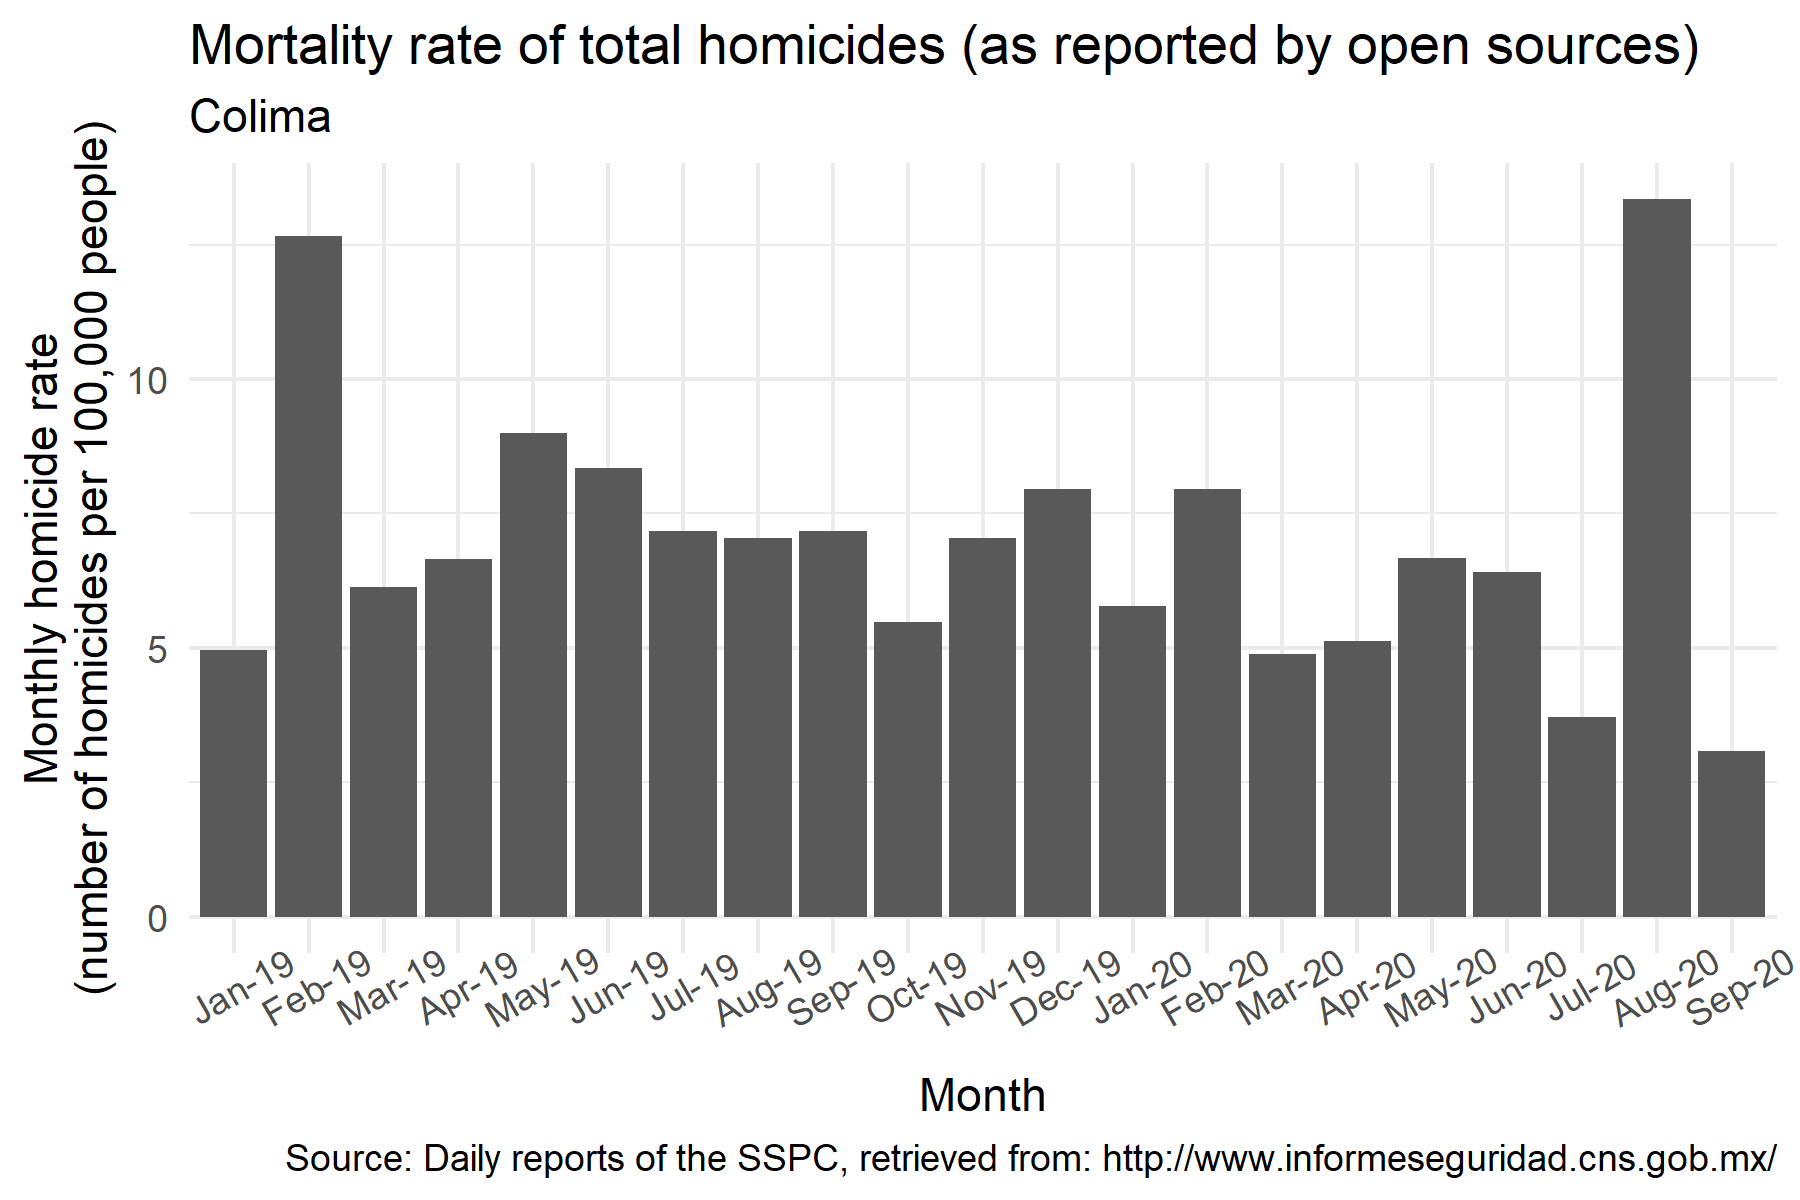 Mortality rate of total homicides (as reported by open sources)
Colima
Monthly homicide rate
(number of homicides per 100,000 people)
10
5
0
Jan-19
Feb-19
Mar-19
Apr-19
May-19
Jun-19
Jul-19
Aug-19
Sep-19
Oct-19
Nov-19
Dec-19
Jan-20
Feb-20
Mar-20
Apr-20
May-20
Jun-20
Jul-20
Aug-20
Sep-20
Month
Source: Daily reports of the SSPC, retrieved from: http://www.informeseguridad.cns.gob.mx/